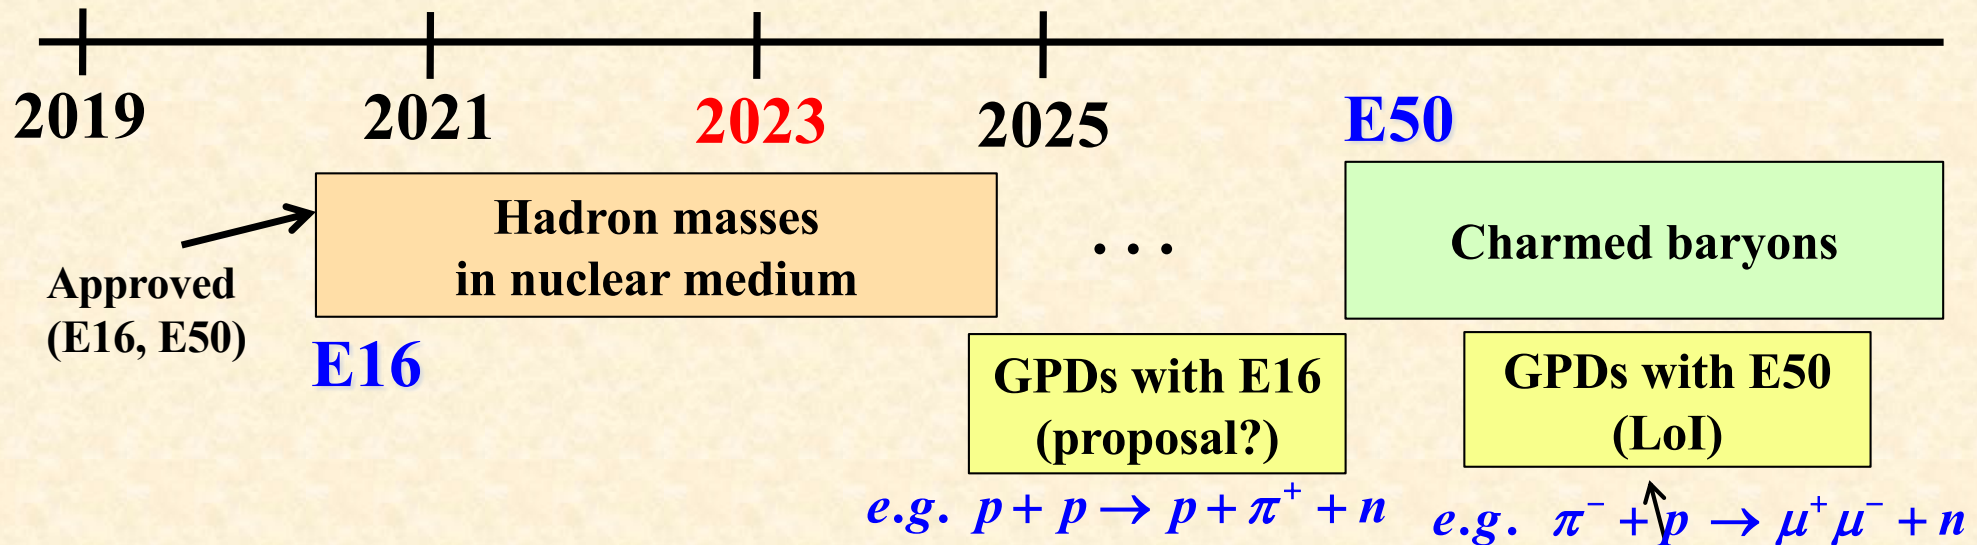 2019 2021 2023 2025
E50
Hadron masses
in nuclear medium
. . .
Charmed baryons
Approved
(E16, E50)
E16
GPDs with E16
(proposal?)
GPDs with E50
(LoI)
e.g. p + p → p + π⁺ + n
e.g. π⁻ + p → μ⁺ μ⁻ + n